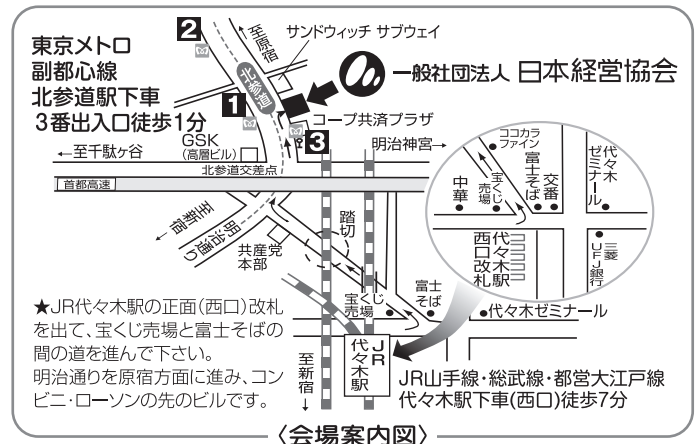 東京メトロ
副都心線
北参道駅下車
3番出入口徒歩1分
2
至原宿
サンドウィッチ サブウェイ
北参道
一般社団法人 日本経営協会
1
3
コープ共済プラザ
GSK
(高層ビル)
←至千駄ヶ谷
明治神宮→
北参道交差点
首都高速
至新宿
明治通り
共産党
本部
踏切
宝くじ
売場
富士
そば
ココカラ
ファイン
代々木
ゼミナール
中華
宝くじ
売場
富士そば
交番
代々木駅
西口改札
三菱
UFJ銀行
代々木ゼミナール
JR
代々木駅
至新宿
★JR代々木駅の正面(西口)改札
を出て、宝くじ売場と富士そばの
間の道を進んで下さい。
明治通りを原宿方面に進み、コン
ビニ・ローソンの先のビルです。
JR山手線・総武線・都営大江戸線
代々木駅下車(西口)徒歩7分
〈会場案内図〉